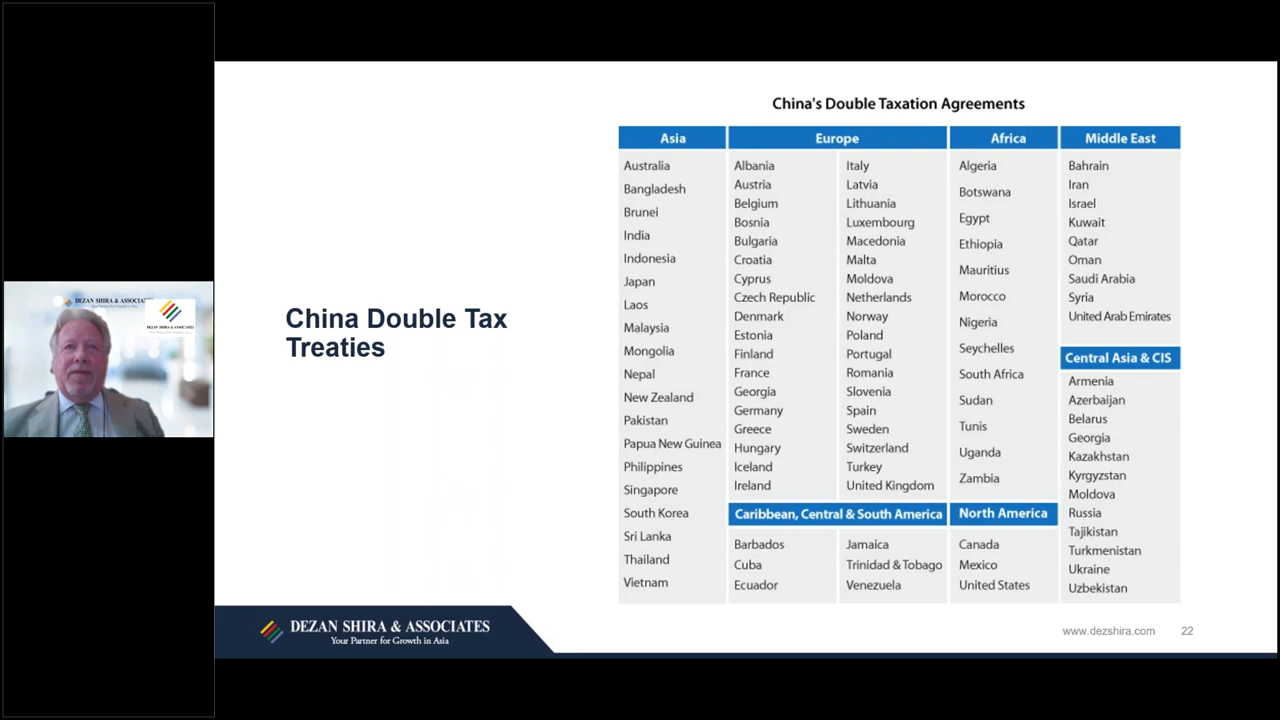 DEZAN SHIRA & ASSOCIATES
DEZAN SHIRA & ASSOCIATES
China Double Tax
Treaties
China's Double Taxation Agreements
Asia
Australia
Bangladesh
Brunei
India
Indonesia
Japan
Laos
Malaysia
Mongolia
Nepal
New Zealand
Pakistan
Papua New Guinea
Philippines
Singapore
South Korea
Sri Lanka
Thailand
Vietnam
Europe
Albania
Austria
Belgium
Bosnia
Bulgaria
Croatia
Cyprus
Czech Republic
Denmark
Estonia
Finland
France
Georgia
Germany
Greece
Hungary
Iceland
Ireland
Italy
Latvia
Lithuania
Luxembourg
Macedonia
Malta
Moldova
Netherlands
Norway
Poland
Portugal
Romania
Slovenia
Spain
Sweden
Switzerland
Turkey
United Kingdom
Caribbean, Central & South America
Barbados
Cuba
Ecuador
Jamaica
Trinidad & Tobago
Venezuela
Africa
Algeria
Botswana
Egypt
Ethiopia
Mauritius
Morocco
Nigeria
Seychelles
South Africa
Sudan
Tunis
Uganda
Zambia
North America
Canada
Mexico
United States
Middle East
Bahrain
Iran
Israel
Kuwait
Qatar
Oman
Saudi Arabia
Syria
United Arab Emirates
Central Asia & CIS
Armenia
Azerbaijan
Belarus
Georgia
Kazakhstan
Kyrgyzstan
Moldova
Russia
Tajikistan
Turkmenistan
Ukraine
Uzbekistan
DEZAN SHIRA & ASSOCIATES
Your Partner for Growth in Asia
www.dezshira.com 22